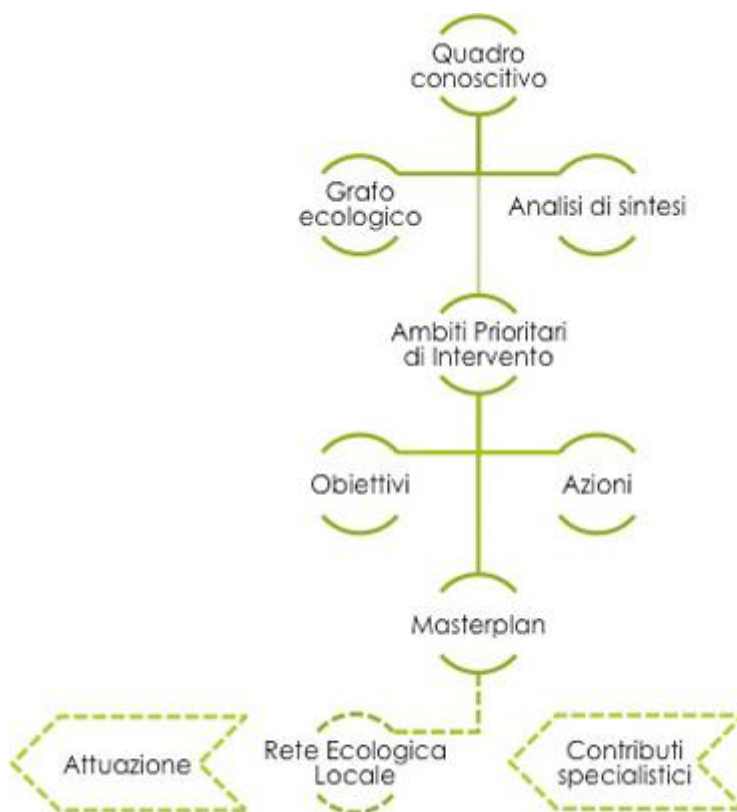 Quadro
conoscitivo
Grafo
ecologico
Analisi di sintesi
Ambiti Prioritari
di Intervento
Obiettivi
Azioni
Masterplan
Attuazione
Rete Ecologica
Locale
Contributi
specialistici